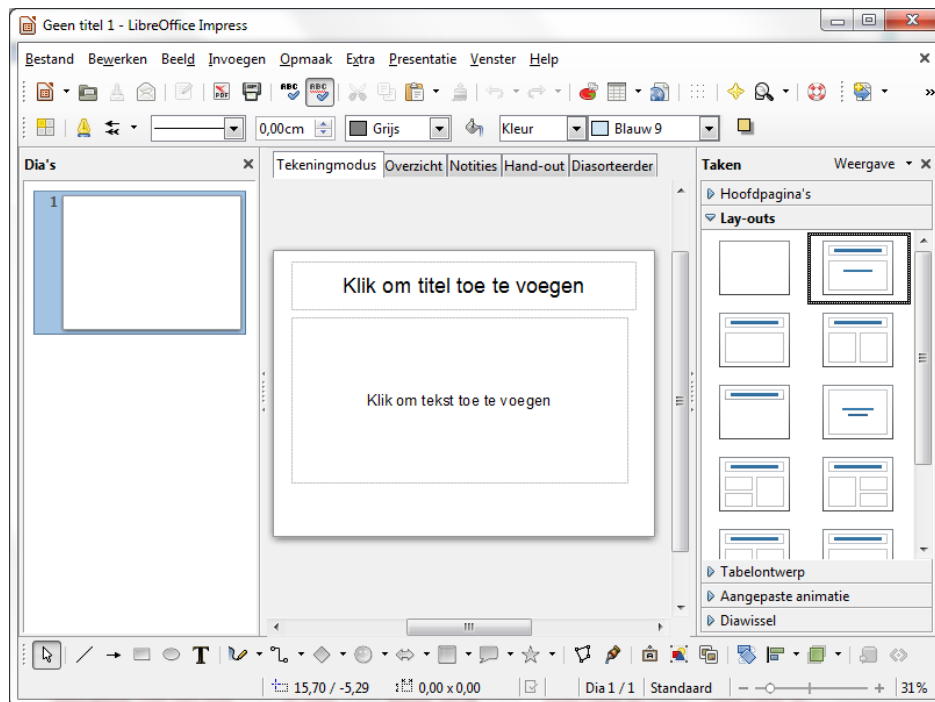 Geen titel 1 - LibreOffice Impress
Bestand Bewerken Beeld Invoegen Opmaak Extra Presentatie Venster Help
PDF ABC ABC
0,00cm Grijs Kleur Blauw 9
Dia's
Tekeningmodus Overzicht Notities Hand-out Diasorteerder
Taken Weergave
1
Hoofdpagina's
Lay-outs
Klik om titel toe te voegen
Klik om tekst toe te voegen
Tabelontwerp
Aangepaste animatie
Diawissel
T
15,70 / -5,29 0,00 x 0,00 Dia 1 / 1 Standaard 31%